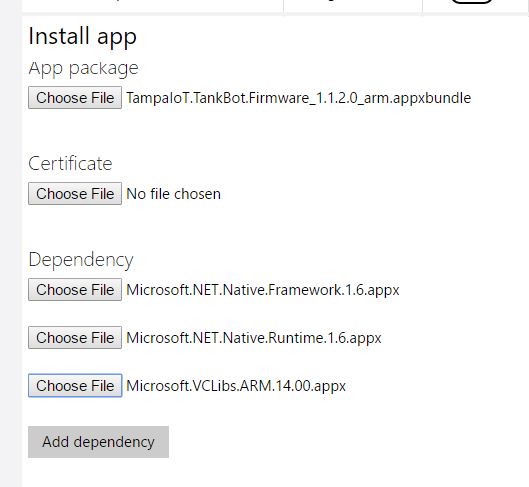 Install app
App package
Choose File TampaIoT.TankBot.Firmware_1.1.2.0_arm.appxbundle
Certificate
Choose File No file chosen
Dependency
Choose File Microsoft.NET.Native.Framework.1.6.appx
Choose File Microsoft.NET.Native.Runtime.1.6.appx
Choose File Microsoft.VCLibs.ARM.14.00.appx
Add dependency